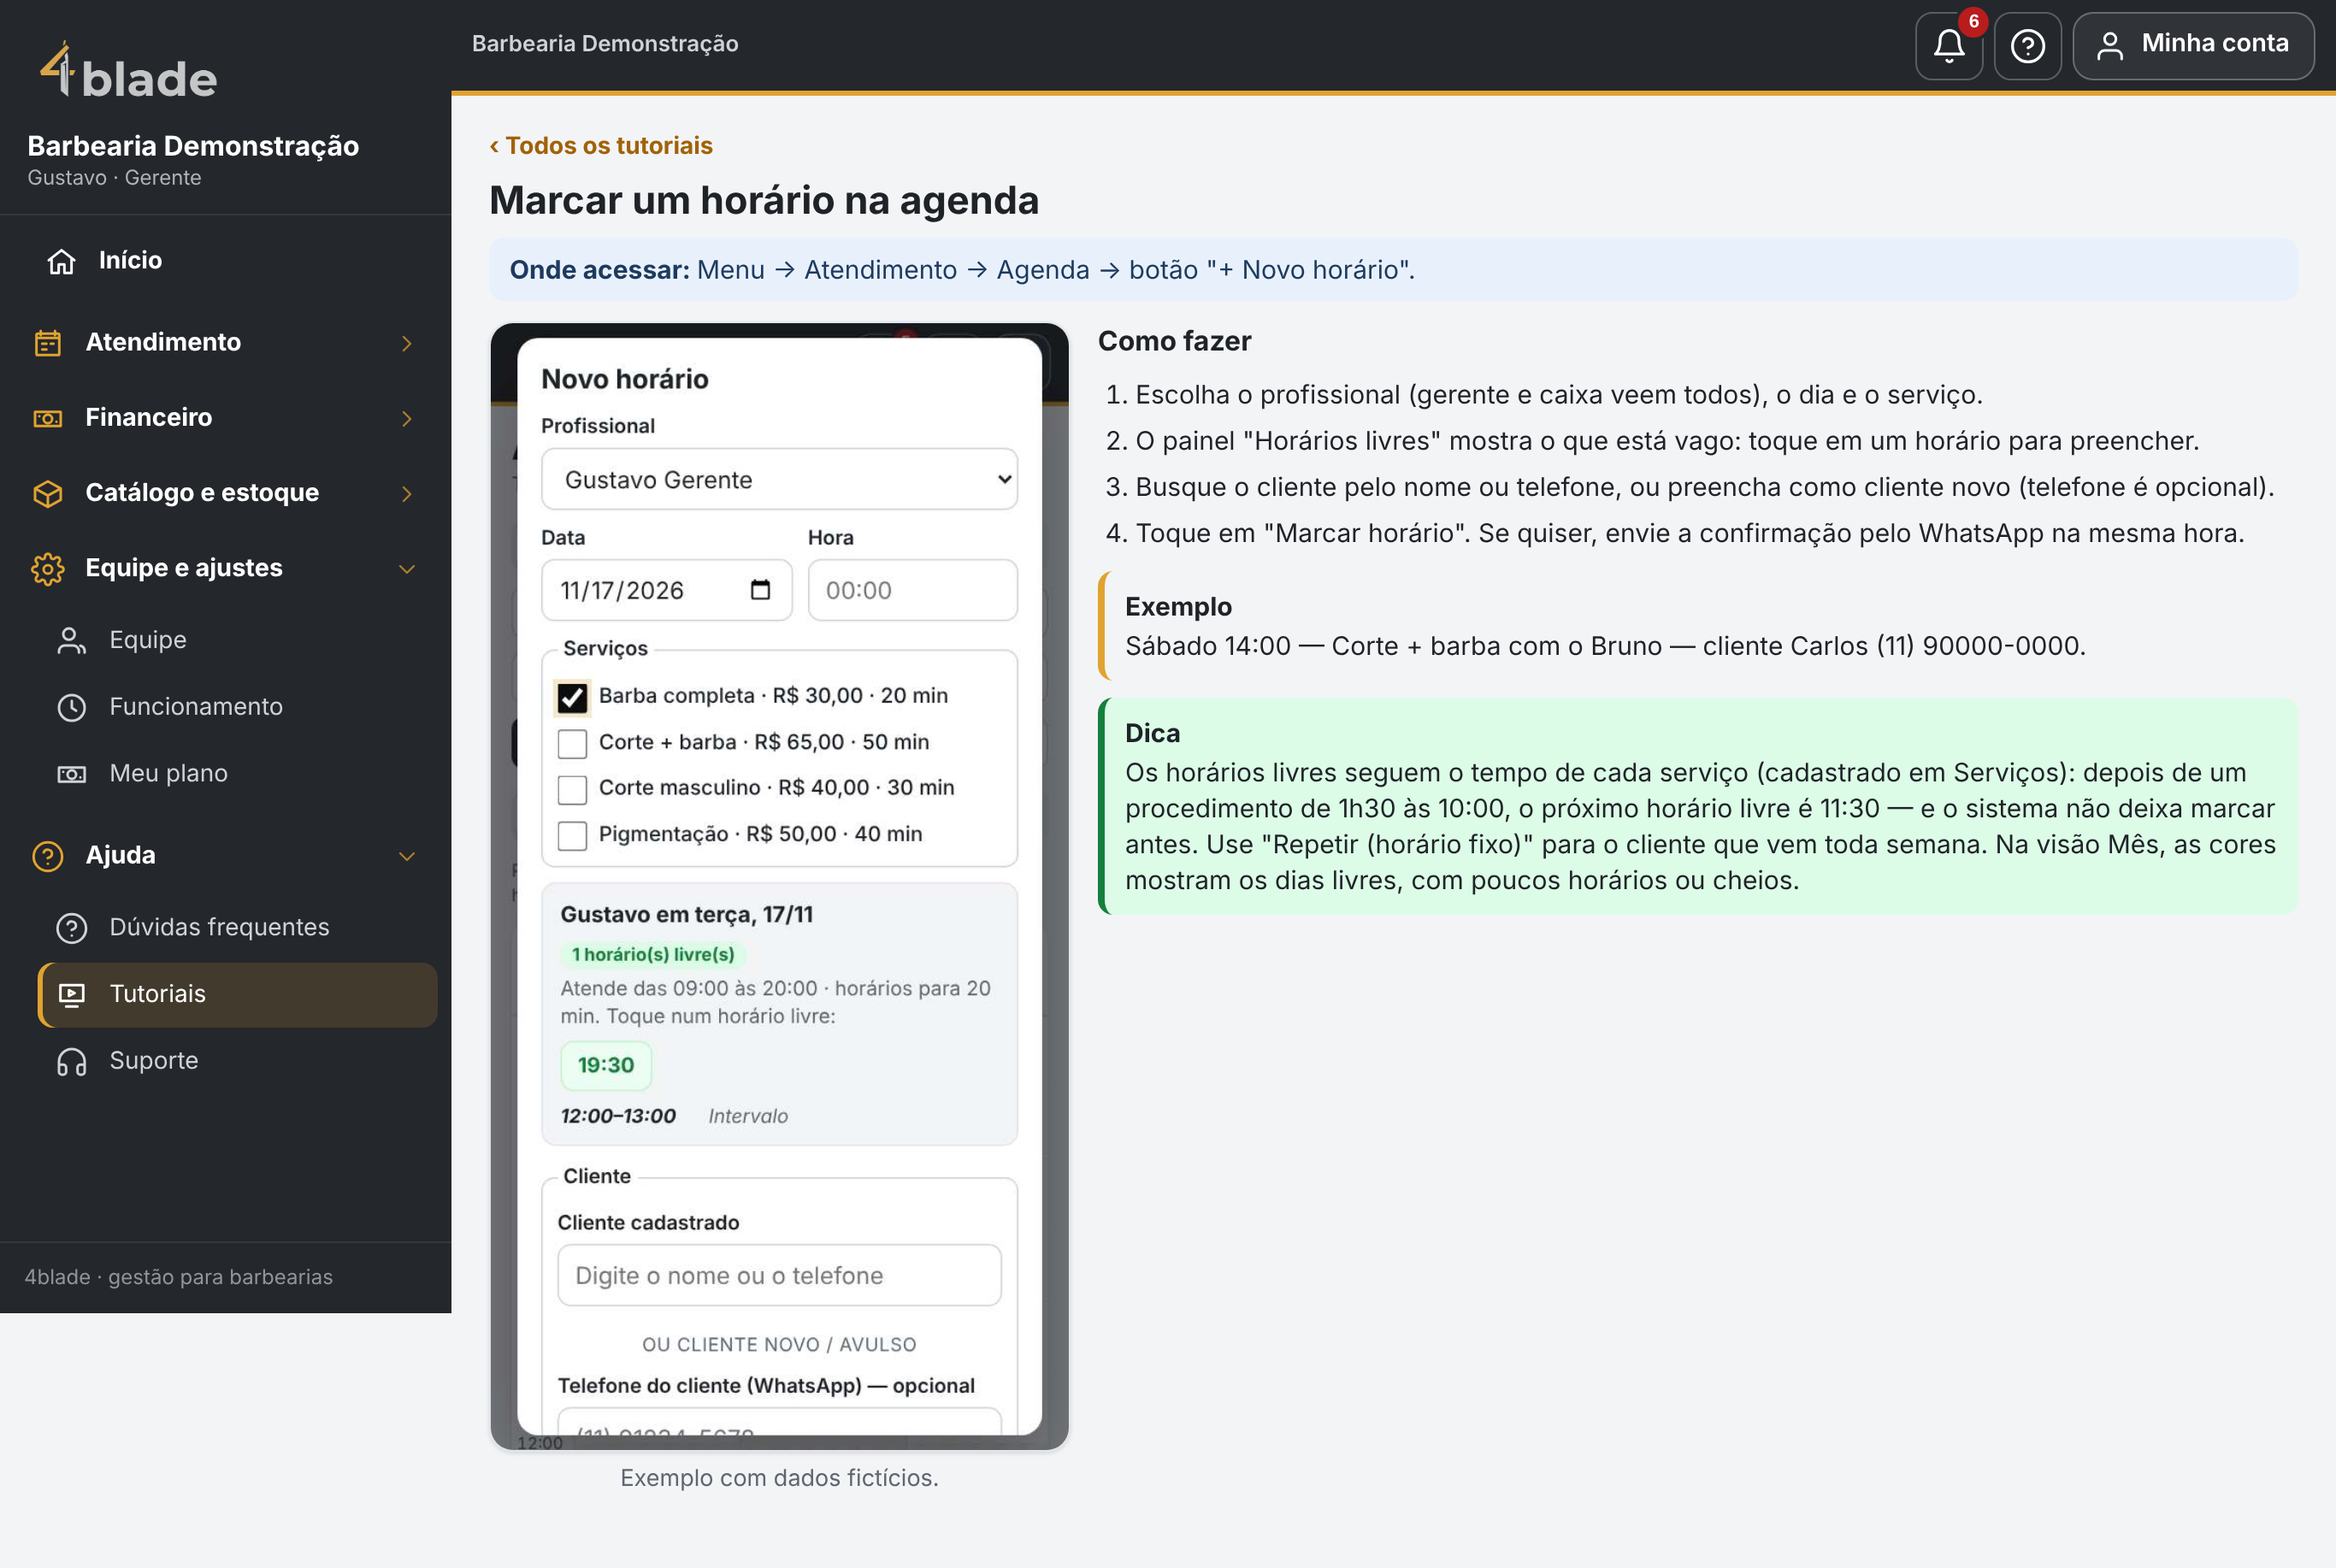 4blade
Barbearia Demonstração
Gustavo · Gerente
Início
Atendimento
Financeiro
Catálogo e estoque
Equipe e ajustes
Equipe
Funcionamento
Meu plano
Ajuda
Dúvidas frequentes
Tutoriais
Suporte
4blade · gestão para barbearias
Barbearia Demonstração
6
Minha conta
‹ Todos os tutoriais
Marcar um horário na agenda
Onde acessar: Menu → Atendimento → Agenda → botão "+ Novo horário".
Novo horário
Profissional
Gustavo Gerente
Data
Hora
11/17/2026
00:00
Serviços
Barba completa · R$ 30,00 · 20 min
Corte + barba · R$ 65,00 · 50 min
Corte masculino · R$ 40,00 · 30 min
Pigmentação · R$ 50,00 · 40 min
Gustavo em terça, 17/11
1 horário(s) livre(s)
Atende das 09:00 às 20:00 · horários para 20
min. Toque num horário livre:
19:30
12:00–13:00 Intervalo
Cliente
Cliente cadastrado
Digite o nome ou o telefone
OU CLIENTE NOVO / AVULSO
Telefone do cliente (WhatsApp) — opcional
12:00
Exemplo com dados fictícios.
Como fazer
1. Escolha o profissional (gerente e caixa veem todos), o dia e o serviço.
2. O painel "Horários livres" mostra o que está vago: toque em um horário para preencher.
3. Busque o cliente pelo nome ou telefone, ou preencha como cliente novo (telefone é opcional).
4. Toque em "Marcar horário". Se quiser, envie a confirmação pelo WhatsApp na mesma hora.
Exemplo
Sábado 14:00 — Corte + barba com o Bruno — cliente Carlos (11) 90000-0000.
Dica
Os horários livres seguem o tempo de cada serviço (cadastrado em Serviços): depois de um
procedimento de 1h30 às 10:00, o próximo horário livre é 11:30 — e o sistema não deixa marcar
antes. Use "Repetir (horário fixo)" para o cliente que vem toda semana. Na visão Mês, as cores
mostram os dias livres, com poucos horários ou cheios.